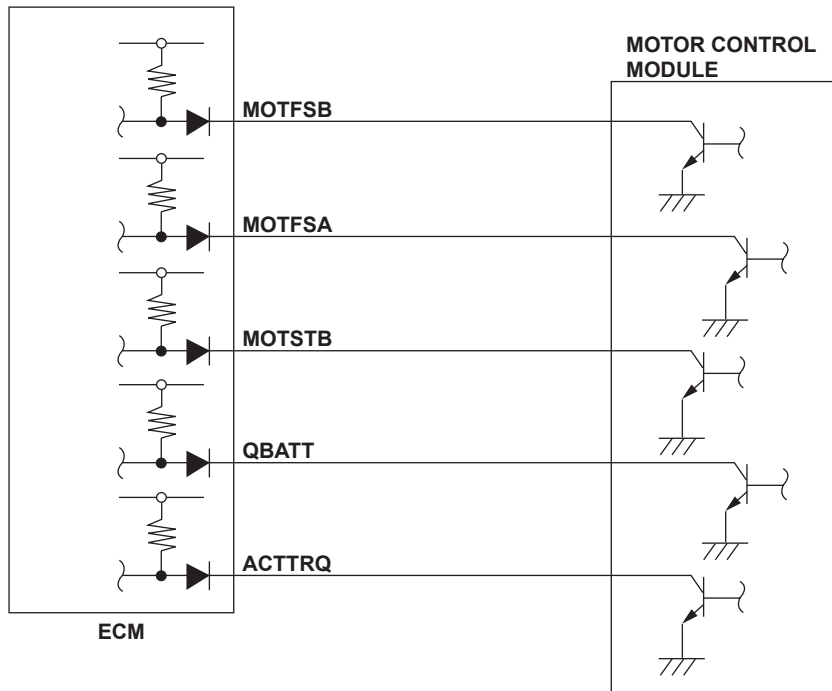 MOTOR CONTROL
MODULE
MOTFSB
MOTFSA
MOTSTB
QBATT
ACTTRQ
ECM